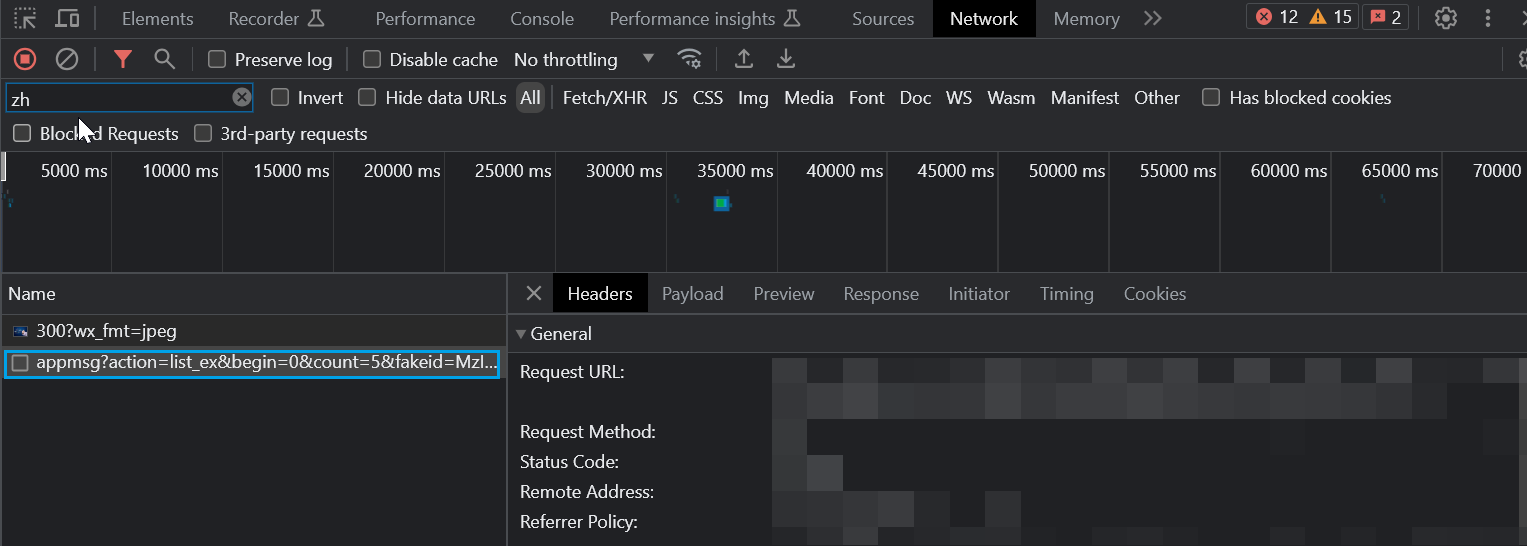 Elements Recorder Performance Console Performance insights Sources Network Memory 12 15 2
Preserve log Disable cache No throttling
zh Invert Hide data URLs All Fetch/XHR JS CSS Img Media Font Doc WS Wasm Manifest Other Has blocked cookies
Blocked Requests 3rd-party requests
5000 ms 10000 ms 15000 ms 20000 ms 25000 ms 30000 ms 35000 ms 40000 ms 45000 ms 50000 ms 55000 ms 60000 ms 65000 ms 70000
Name Headers Payload Preview Response Initiator Timing Cookies
300?wx_fmt=jpeg
appmsg?action=list_ex&begin=0&count=5&fakeid=MzI...
General
Request URL:
Request Method:
Status Code:
Remote Address:
Referrer Policy: